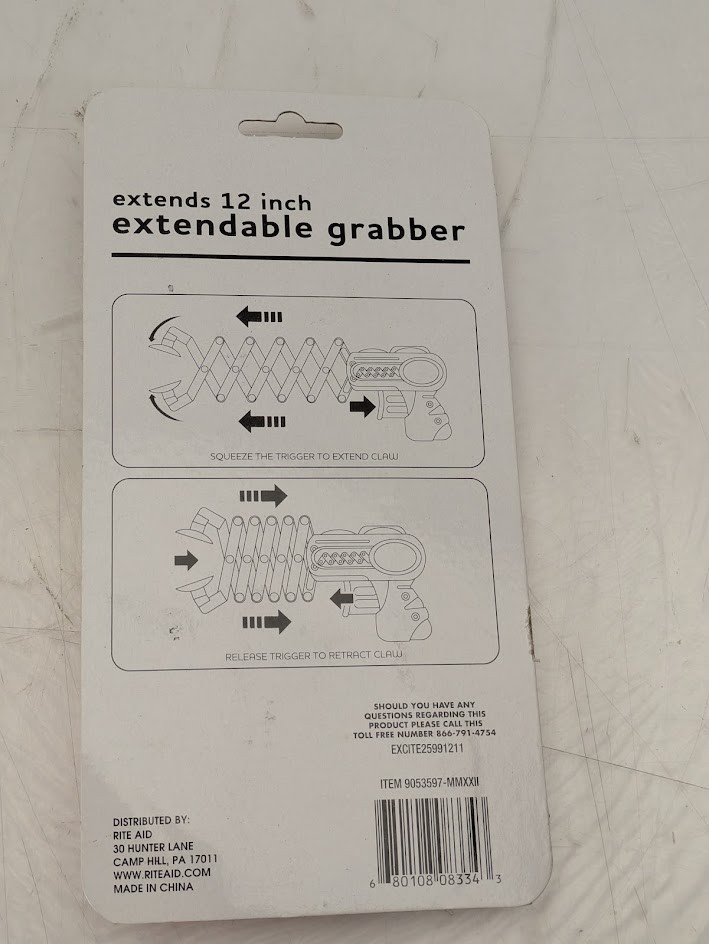 extends 12 inch
extendable grabber
SQUEEZE THE TRIGGER TO EXTEND CLAW
RELEASE TRIGGER TO RETRACT CLAW
SHOULD YOU HAVE ANY
QUESTIONS REGARDING THIS
PRODUCT PLEASE CALL THIS
TOLL FREE NUMBER 866-791-4754
EXCITE25991211
ITEM 9053597-MMXXII
DISTRIBUTED BY:
RITE AID
30 HUNTER LANE
CAMP HILL, PA 17011
WWW.RITEAID.COM
MADE IN CHINA
6 80108 08334 3